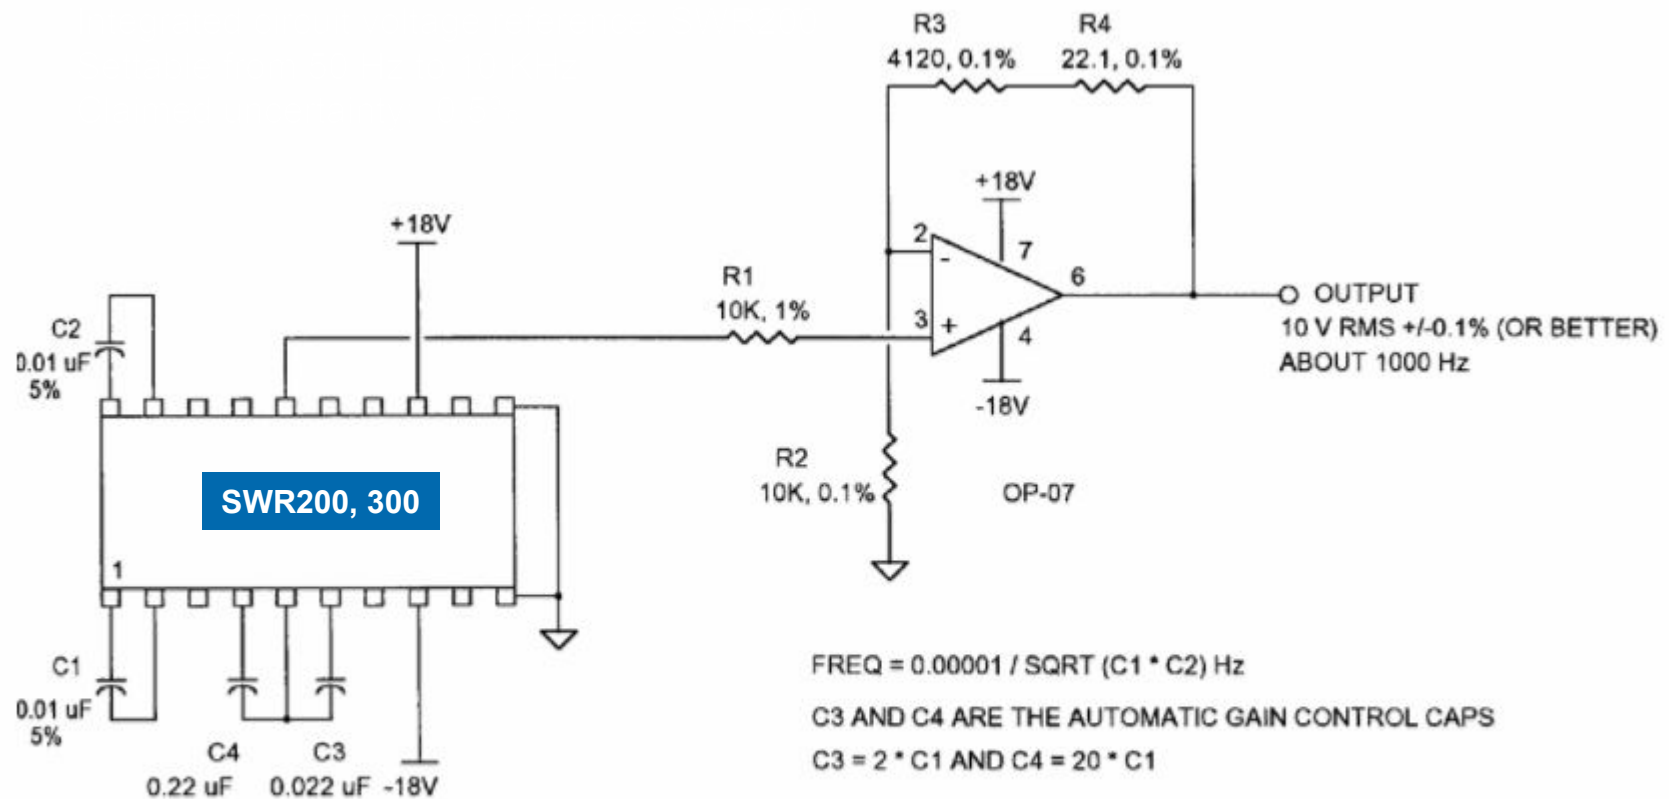 R3
4120, 0.1%
R4
22.1, 0.1%
+18V
+18V
2
7
-
6
R1
10K, 1%
3
+
4
OUTPUT
10 V RMS +/-0.1% (OR BETTER)
ABOUT 1000 Hz
C2
0.01 uF
5%
-18V
R2
10K, 0.1%
OP-07
SWR200, 300
1
C1
0.01 uF
5%
C4
0.22 uF
C3
0.022 uF
-18V
FREQ = 0.00001 / SQRT (C1 * C2) Hz
C3 AND C4 ARE THE AUTOMATIC GAIN CONTROL CAPS
C3 = 2 * C1 AND C4 = 20 * C1